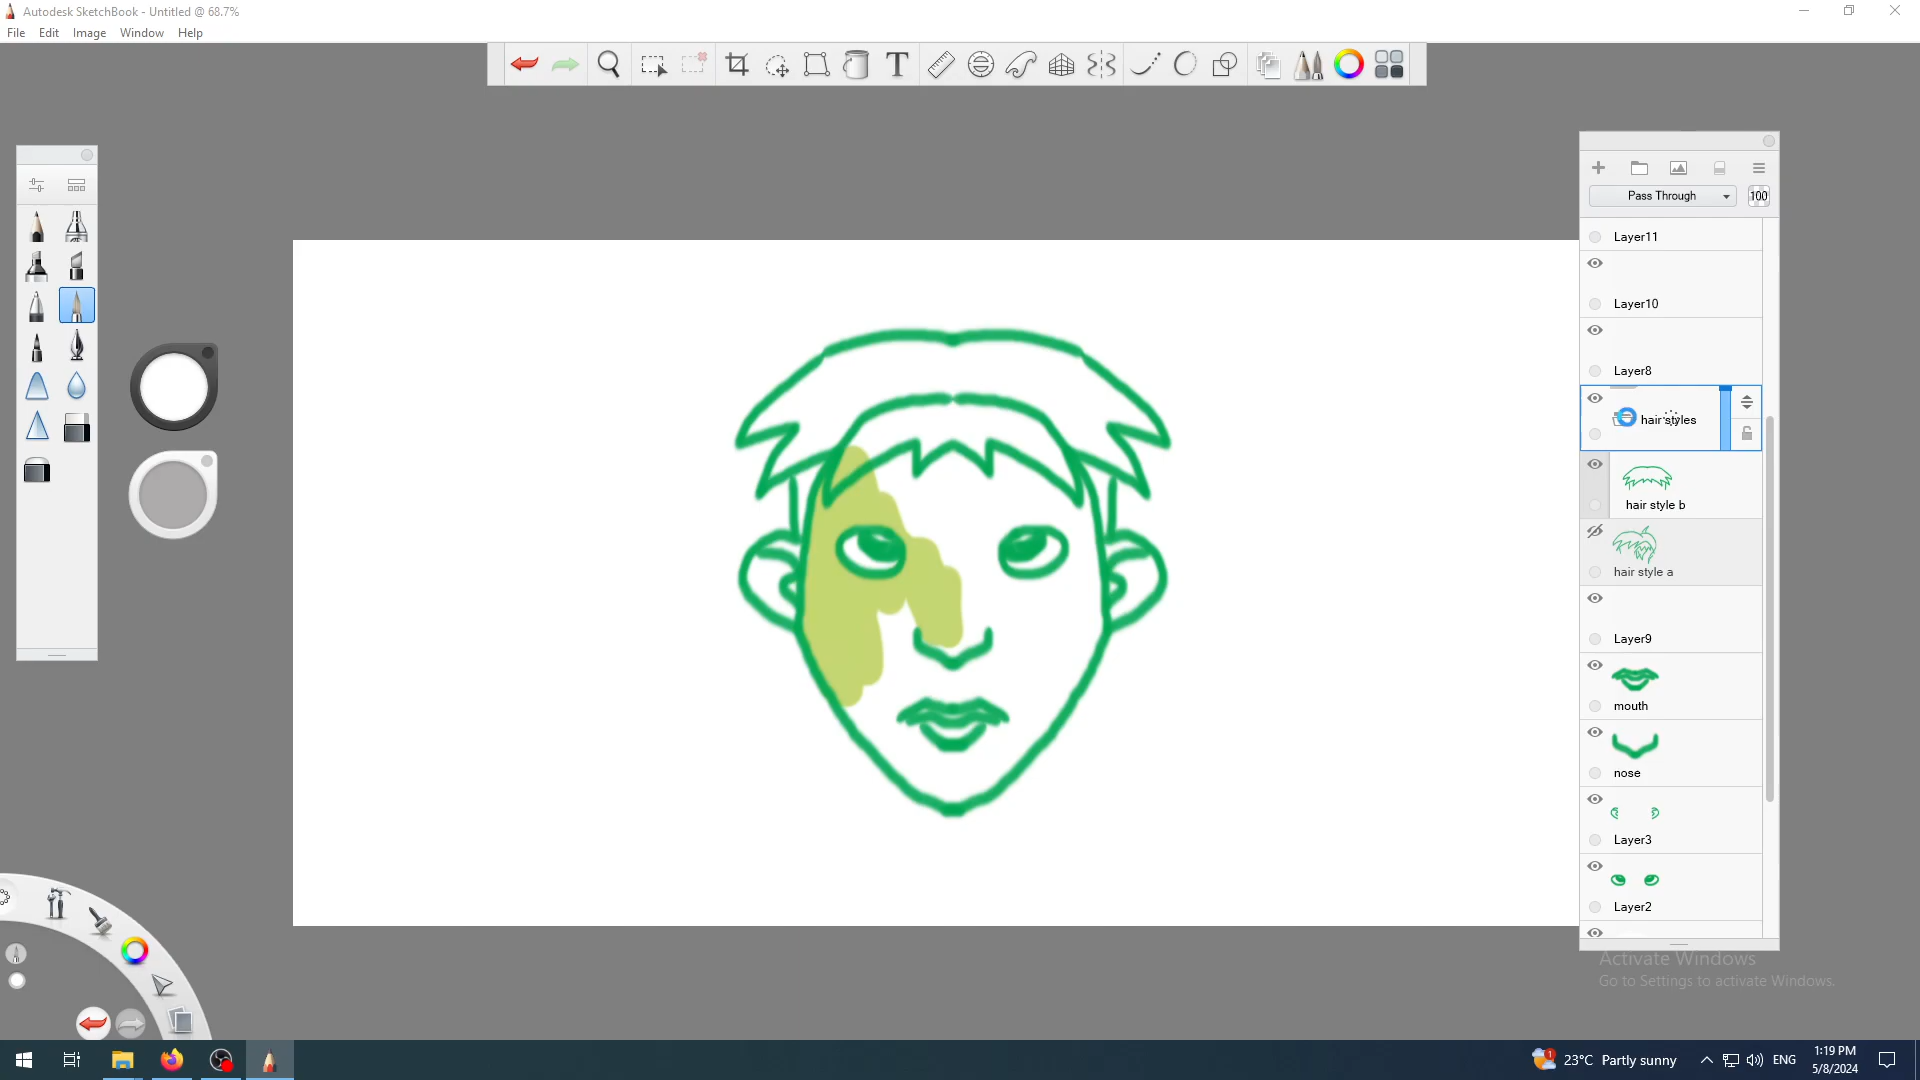 Autodesk SketchBook - Untitled @ 68.7%
File Edit Image Window Help
T
Pass Through 100
Layer11
Layer10
Layer8
hair styles
hair style b
hair style a
Layer9
mouth
nose
Layer3
Layer2
Activate Windows
Go to Settings to activate Windows.
1 23°C Partly sunny ENG 1:19 PM
5/8/2024